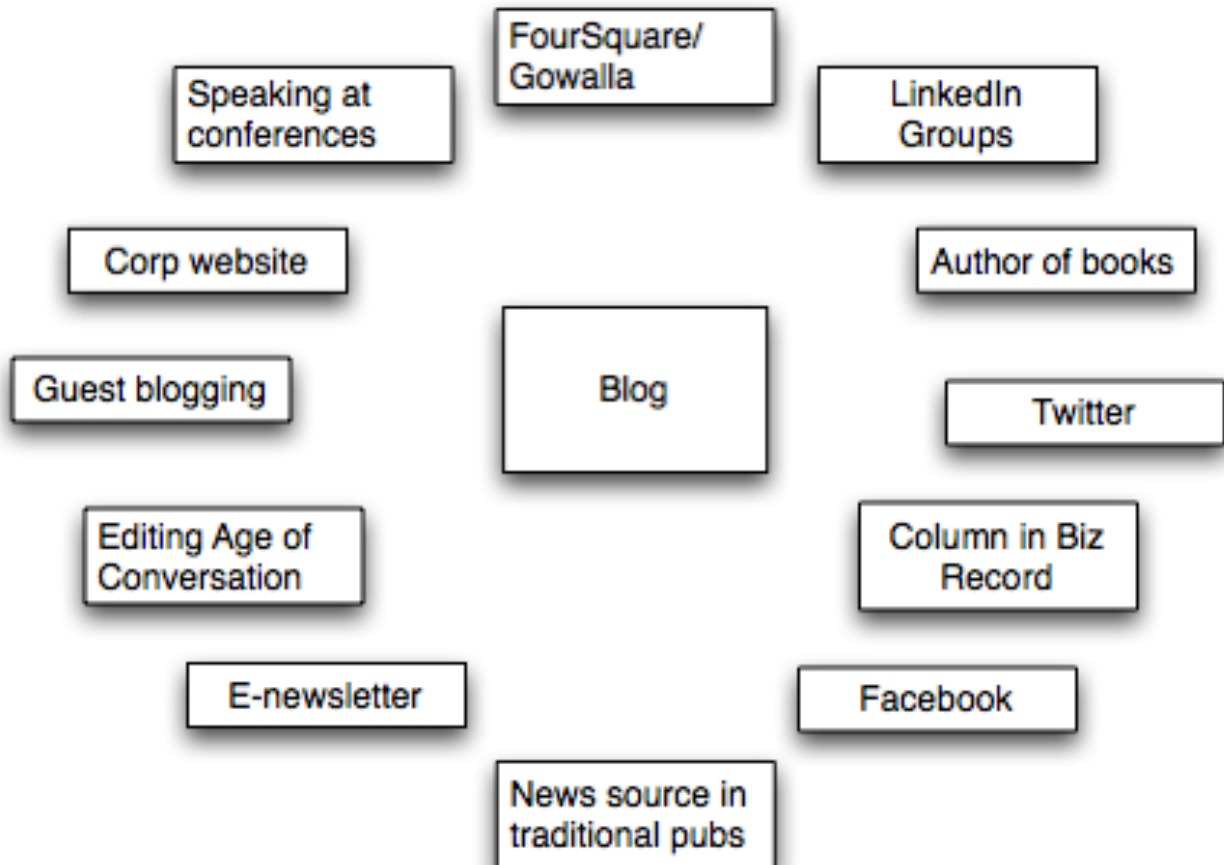 FourSquare/
Gowalla
Speaking at
conferences
LinkedIn
Groups
Corp website
Author of books
Guest blogging
Blog
Twitter
Editing Age of
Conversation
Column in Biz
Record
E-newsletter
Facebook
News source in
traditional pubs